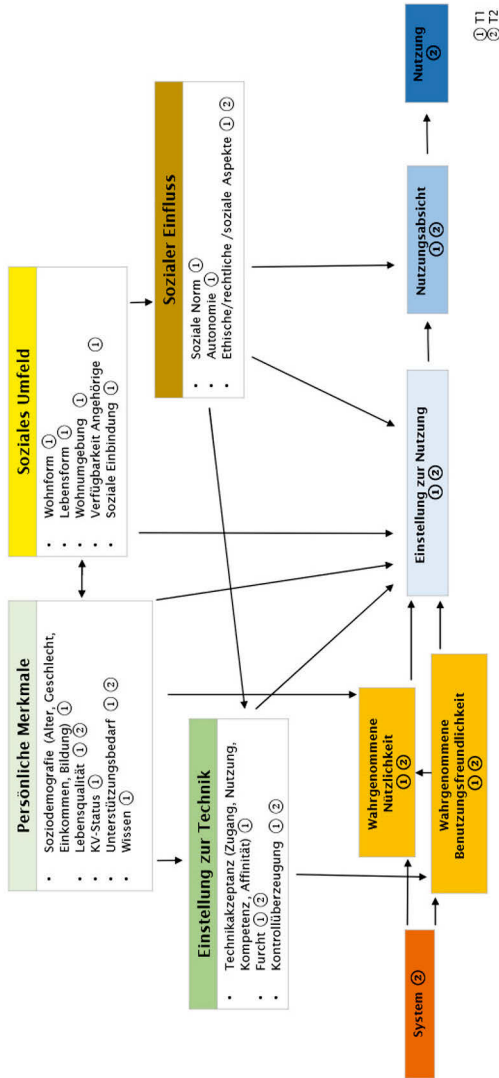 Persönliche Merkmale
• Soziodemografie (Alter, Geschlecht,
Einkommen, Bildung) ①
• Lebensqualität ① ②
• KV-Status ①
• Unterstützungsbedarf ① ②
• Wissen ①
Soziales Umfeld
• Wohnform ①
• Lebensform ①
• Wohnumgebung ①
• Verfügbarkeit Angehörige ①
• Soziale Einbindung ①
Einstellung zur Technik
• Technikakzeptanz (Zugang, Nutzung,
Kompetenz, Affinität) ①
• Furcht ① ②
• Kontrollüberzeugung ① ②
Sozialer Einfluss
• Soziale Norm ①
• Autonomie ①
• Ethische/rechtliche/soziale Aspekte ① ②
System ②
Wahrgenommene
Nützlichkeit
① ②
Wahrgenommene
Benutzungsfreundlichkeit
① ②
Einstellung zur Nutzung
① ②
Nutzungsabsicht
① ②
Nutzung
②
① T1
② T2